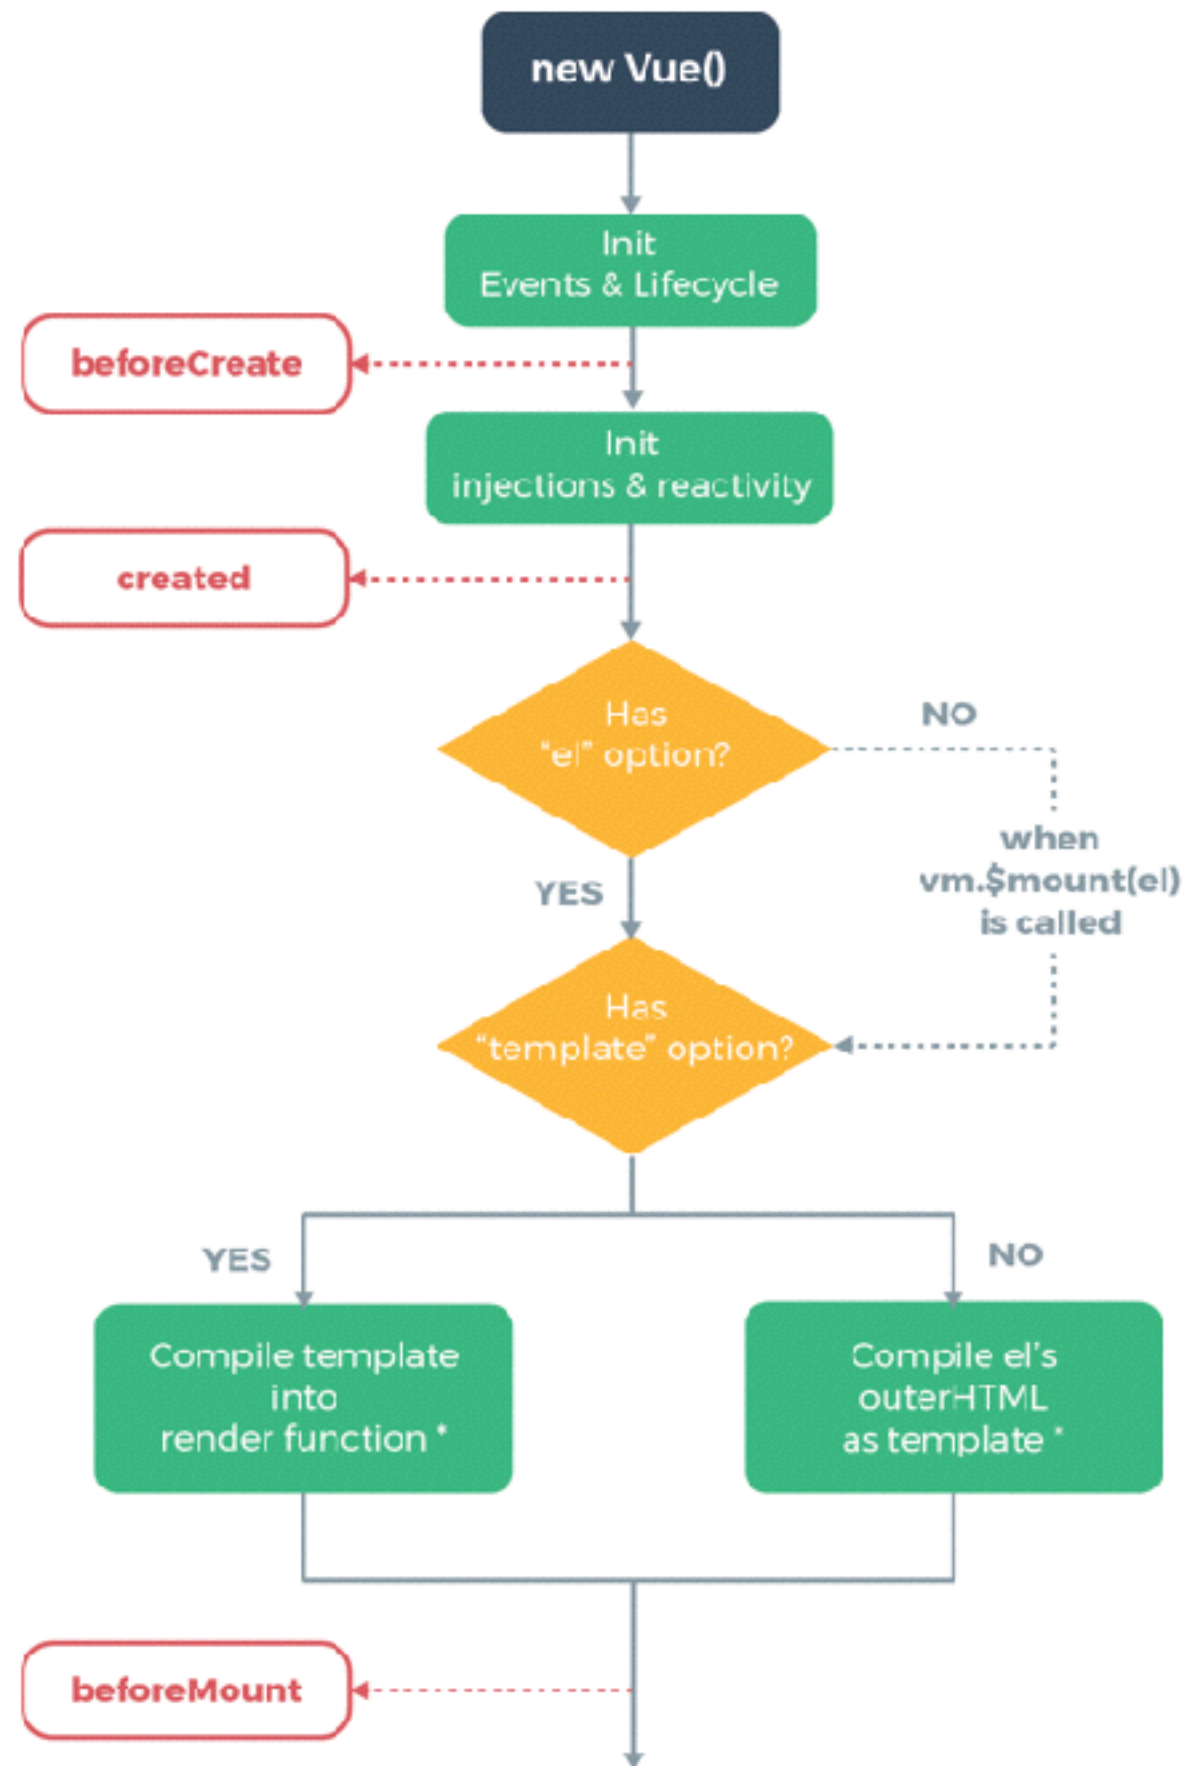 new Vue()
Init
Events & Lifecycle
beforeCreate
Init
injections & reactivity
created
Has
“el” option?
NO
when
vm.$mount(el)
is called
YES
Has
“template” option?
YES
NO
Compile template
into
render function *
Compile el's
outerHTML
as template *
beforeMount